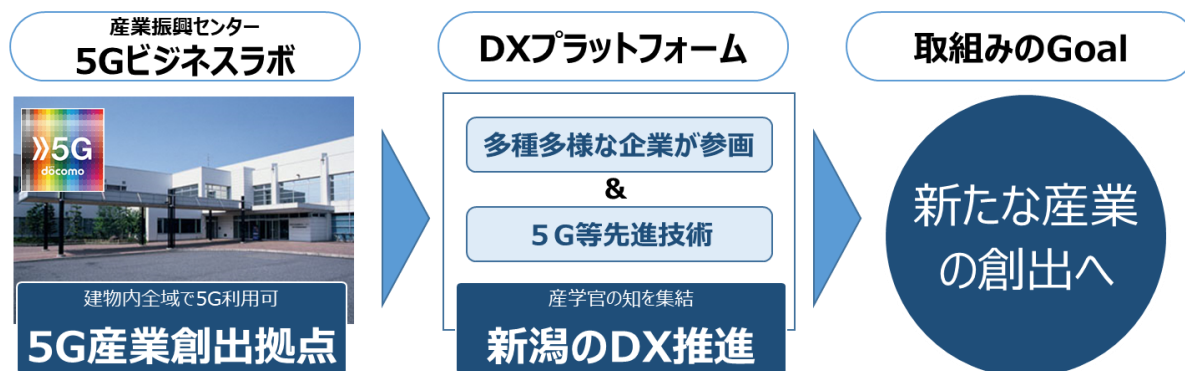 産業振興センター
5Gビジネスラボ
5G
docomo
建物内全域で5G利用可
5G産業創出拠点
DXプラットフォーム
多種多様な企業が参画
&
5G等先進技術
産学官の知を集結
新潟のDX推進
取組みのGoal
新たな産業
の創出へ